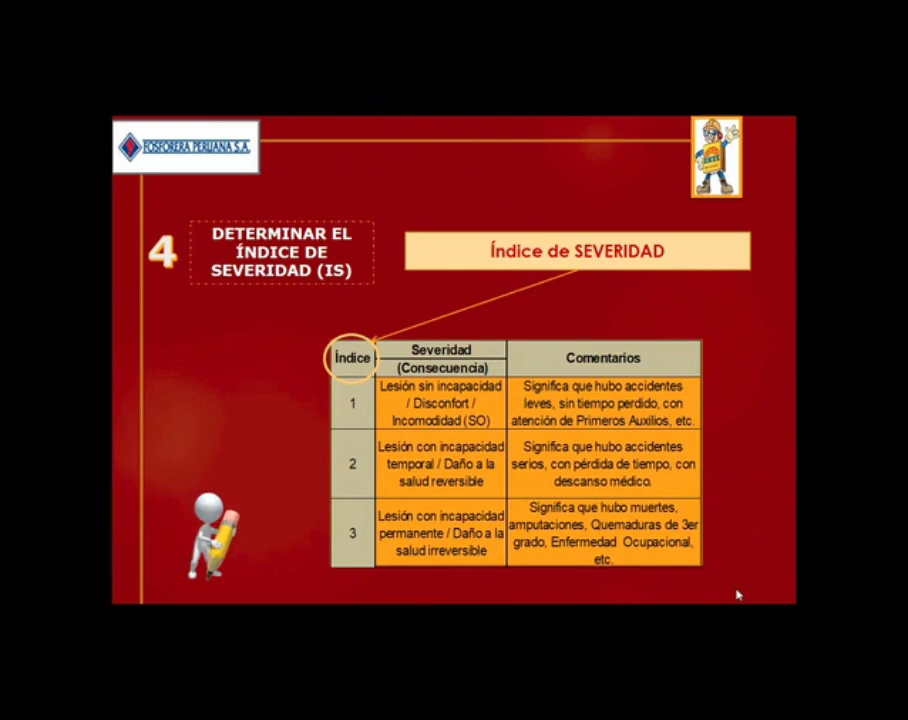 FOSFORERA PERUANA S.A.
4
DETERMINAR EL
ÍNDICE DE
SEVERIDAD (IS)
Índice de SEVERIDAD
Índice
Severidad
(Consecuencia)
Comentarios
1
Lesión sin incapacidad
/ Disconfort /
Incomodidad (SO)
Significa que hubo accidentes
leves, sin tiempo perdido, con
atención de Primeros Auxilios, etc.
2
Lesión con incapacidad
temporal / Daño a la
salud reversible
Significa que hubo accidentes
serios, con pérdida de tiempo, con
descanso médico.
3
Lesión con incapacidad
permanente / Daño a la
salud irreversible
Significa que hubo muertes,
amputaciones, Quemaduras de 3er
grado, Enfermedad Ocupacional,
etc.